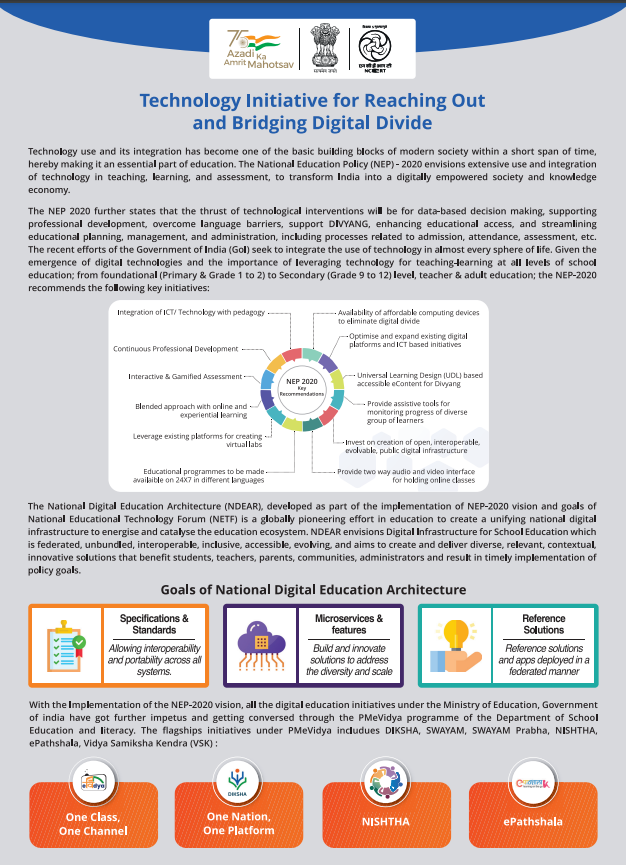 75
Azadi Ka
Amrit Mahotsav
सत्यमेव जयते
NCERT
Technology Initiative for Reaching Out
and Bridging Digital Divide
Technology use and its integration has become one of the basic building blocks of modern society within a short span of time,
hereby making it an essential part of education. The National Education Policy (NEP) - 2020 envisions extensive use and integration
of technology in teaching, learning, and assessment, to transform India into a digitally empowered society and knowledge
economy.
The NEP 2020 further states that the thrust of technological interventions will be for data-based decision making, supporting
professional development, overcome language barriers, support DIVYANG, enhancing educational access, and streamlining
educational planning, management, and administration, including processes related to admission, attendance, assessment, etc.
The recent efforts of the Government of India (GoI) seek to integrate the use of technology in almost every sphere of life. Given the
emergence of digital technologies and the importance of leveraging technology for teaching-learning at all levels of school
education; from foundational (Primary & Grade 1 to 2) to Secondary (Grade 9 to 12) level, teacher & adult education; the NEP-2020
recommends the following key initiatives:
Integration of ICT/ Technology with pedagogy
Continuous Professional Development
Interactive & Gamified Assessment
Blended approach with online and
experiential learning
Leverage existing platforms for creating
virtual labs
Educational programmes to be made
available on 24X7 in different languages
NEP 2020
Key
Recommendations
Availability of affordable computing devices
to eliminate digital divide
Optimise and expand existing digital
platforms and ICT based initiatives
Universal Learning Design (UDL) based
accessible eContent for Divyang
Provide assistive tools for
monitoring progress of diverse
group of learners
Invest on creation of open, interoperable,
evolvable, public digital infrastructure
Provide two way audio and video interface
for holding online classes
The National Digital Education Architecture (NDEAR), developed as part of the implementation of NEP-2020 vision and goals of
National Educational Technology Forum (NETF) is a globally pioneering effort in education to create a unifying national digital
infrastructure to energise and catalyse the education ecosystem. NDEAR envisions Digital Infrastructure for School Education which
is federated, unbundled, interoperable, inclusive, accessible, evolving, and aims to create and deliver diverse, relevant, contextual,
innovative solutions that benefit students, teachers, parents, communities, administrators and result in timely implementation of
policy goals.
Goals of National Digital Education Architecture
Specifications &
Standards
Allowing interoperability
and portability across all
systems.
Microservices &
features
Build and innovate
solutions to address
the diversity and scale
Reference
Solutions
Reference solutions
and apps deployed in a
federated manner
With the Implementation of the NEP-2020 vision, all the digital education initiatives under the Ministry of Education, Government
of india have got further impetus and getting conversed through the PMeVidya programme of the Department of School
Education and literacy. The flagships initiatives under PMeVidya includues DIKSHA, SWAYAM, SWAYAM Prabha, NISHTHA,
ePathshala, Vidya Samiksha Kendra (VSK) :
DIKSHA
One Class,
One Channel
One Nation,
One Platform
NISHTHA
ePathshala